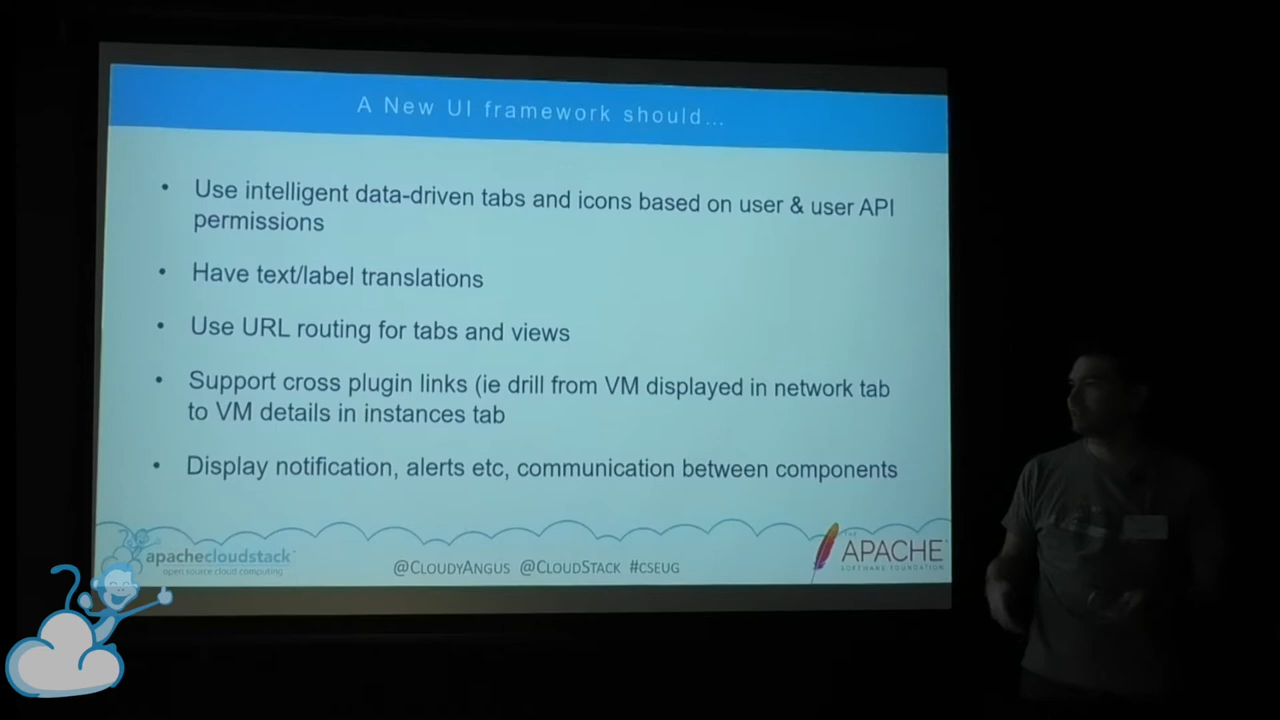 A New UI framework should...
• Use intelligent data-driven tabs and icons based on user & user API
permissions
• Have text/label translations
• Use URL routing for tabs and views
• Support cross plugin links (ie drill from VM displayed in network tab
to VM details in instances tab
• Display notification, alerts etc, communication between components
apachecloudstack™
open source cloud computing
@CLOUDYANGUS @CLOUDSTACK #CSEUG
THE
APACHE
SOFTWARE FOUNDATION